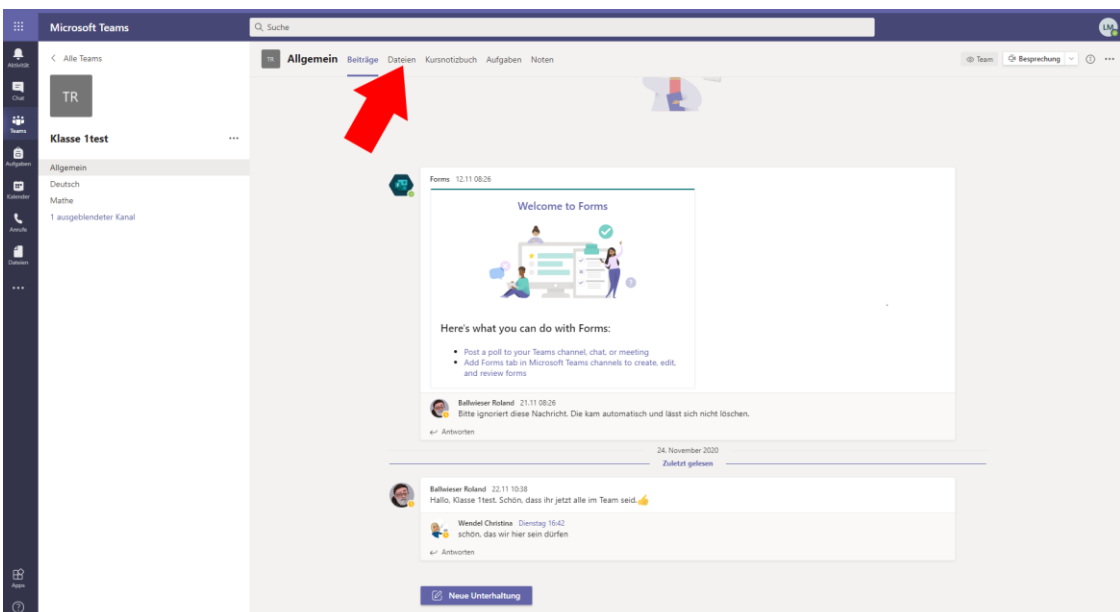 Microsoft Teams
Suche
LM
Aktivität
Chat
Teams
Aufgaben
Kalender
Anrufe
Dateien
Apps
Alle Teams
TR
Klasse 1test
Allgemein
Deutsch
Mathe
1 ausgeblendeter Kanal
TR Allgemein Beiträge Dateien Kursnotizbuch Aufgaben Noten
Team Besprechung
Forms 12.11 08:26
Welcome to Forms
Here's what you can do with Forms:
Post a poll to your Teams channel, chat, or meeting
Add Forms tab in Microsoft Teams channels to create, edit,
and review forms
Ballwieser Roland 21.11 08:26
Bitte ignoriert diese Nachricht. Die kam automatisch und lässt sich nicht löschen.
Antworten
24. November 2020
Zuletzt gelesen
Ballwieser Roland 22.11 10:38
Hallo, Klasse 1test. Schön, dass ihr jetzt alle im Team seid.👍
Wendel Christina Dienstag 16:42
schön, das wir hier sein dürfen
Antworten
Neue Unterhaltung